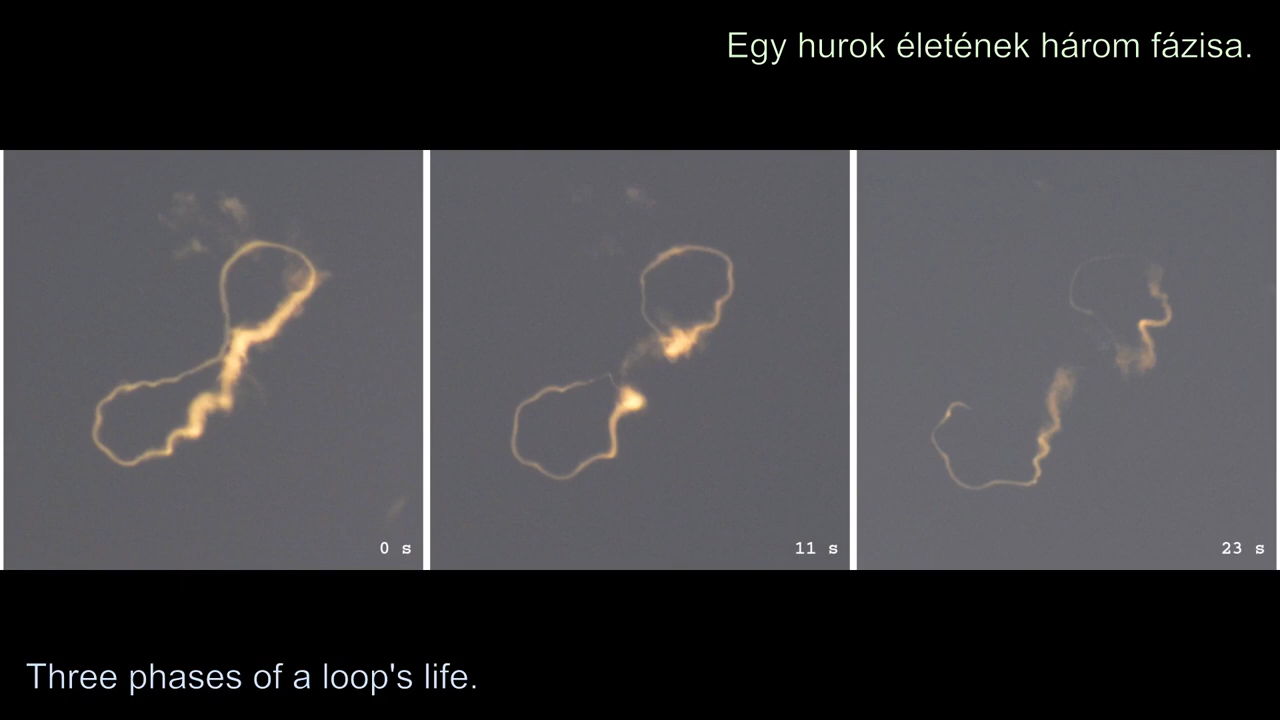 Egy hurok életének három fázisa.
0 s
11 s
23 s
Three phases of a loop's life.